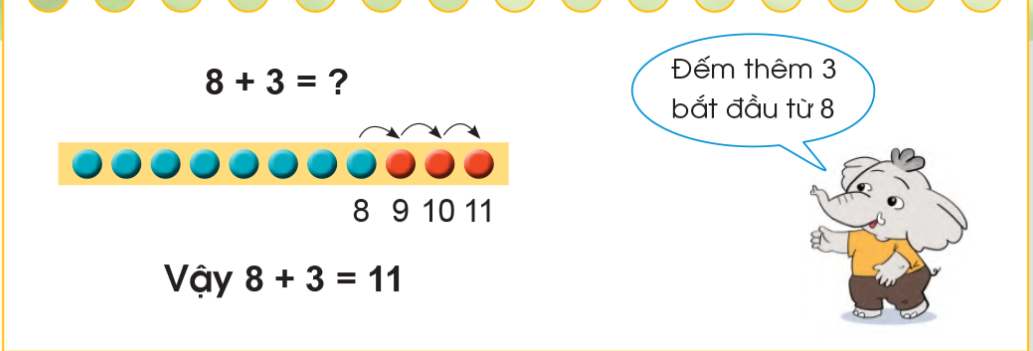 8 + 3 = ?
Đếm thêm 3
bắt đầu từ 8
8 9 10 11
Vậy 8 + 3 = 11